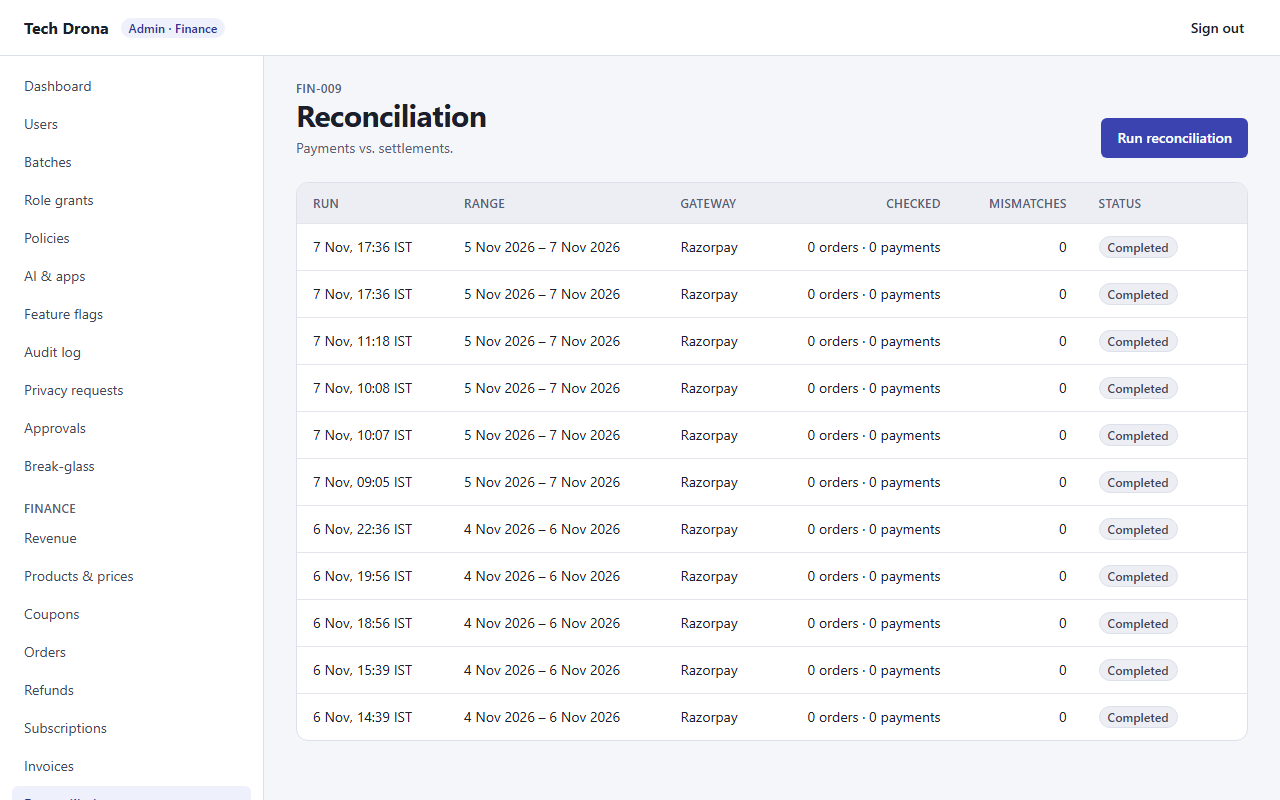 Tech Drona Admin · Finance Sign out
Dashboard
Users
Batches
Role grants
Policies
AI & apps
Feature flags
Audit log
Privacy requests
Approvals
Break-glass
FINANCE
Revenue
Products & prices
Coupons
Orders
Refunds
Subscriptions
Invoices
FIN-009
Reconciliation
Payments vs. settlements.
Run reconciliation
RUN RANGE GATEWAY CHECKED MISMATCHES STATUS
7 Nov, 17:36 IST 5 Nov 2026 – 7 Nov 2026 Razorpay 0 orders · 0 payments 0 Completed
7 Nov, 17:36 IST 5 Nov 2026 – 7 Nov 2026 Razorpay 0 orders · 0 payments 0 Completed
7 Nov, 11:18 IST 5 Nov 2026 – 7 Nov 2026 Razorpay 0 orders · 0 payments 0 Completed
7 Nov, 10:08 IST 5 Nov 2026 – 7 Nov 2026 Razorpay 0 orders · 0 payments 0 Completed
7 Nov, 10:07 IST 5 Nov 2026 – 7 Nov 2026 Razorpay 0 orders · 0 payments 0 Completed
7 Nov, 09:05 IST 5 Nov 2026 – 7 Nov 2026 Razorpay 0 orders · 0 payments 0 Completed
6 Nov, 22:36 IST 4 Nov 2026 – 6 Nov 2026 Razorpay 0 orders · 0 payments 0 Completed
6 Nov, 19:56 IST 4 Nov 2026 – 6 Nov 2026 Razorpay 0 orders · 0 payments 0 Completed
6 Nov, 18:56 IST 4 Nov 2026 – 6 Nov 2026 Razorpay 0 orders · 0 payments 0 Completed
6 Nov, 15:39 IST 4 Nov 2026 – 6 Nov 2026 Razorpay 0 orders · 0 payments 0 Completed
6 Nov, 14:39 IST 4 Nov 2026 – 6 Nov 2026 Razorpay 0 orders · 0 payments 0 Completed